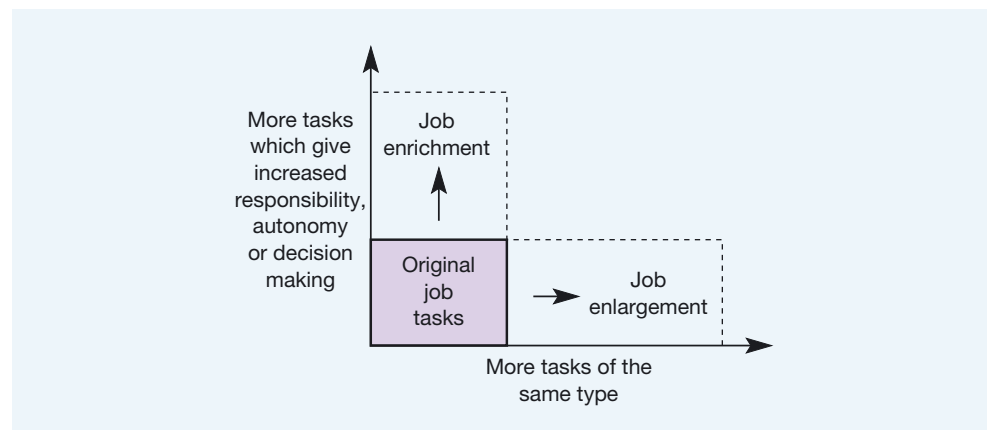 More tasks
which give
increased
responsibility,
autonomy
or decision
making
Job
enrichment
Original
job
tasks
Job
enlargement
More tasks of the
same type